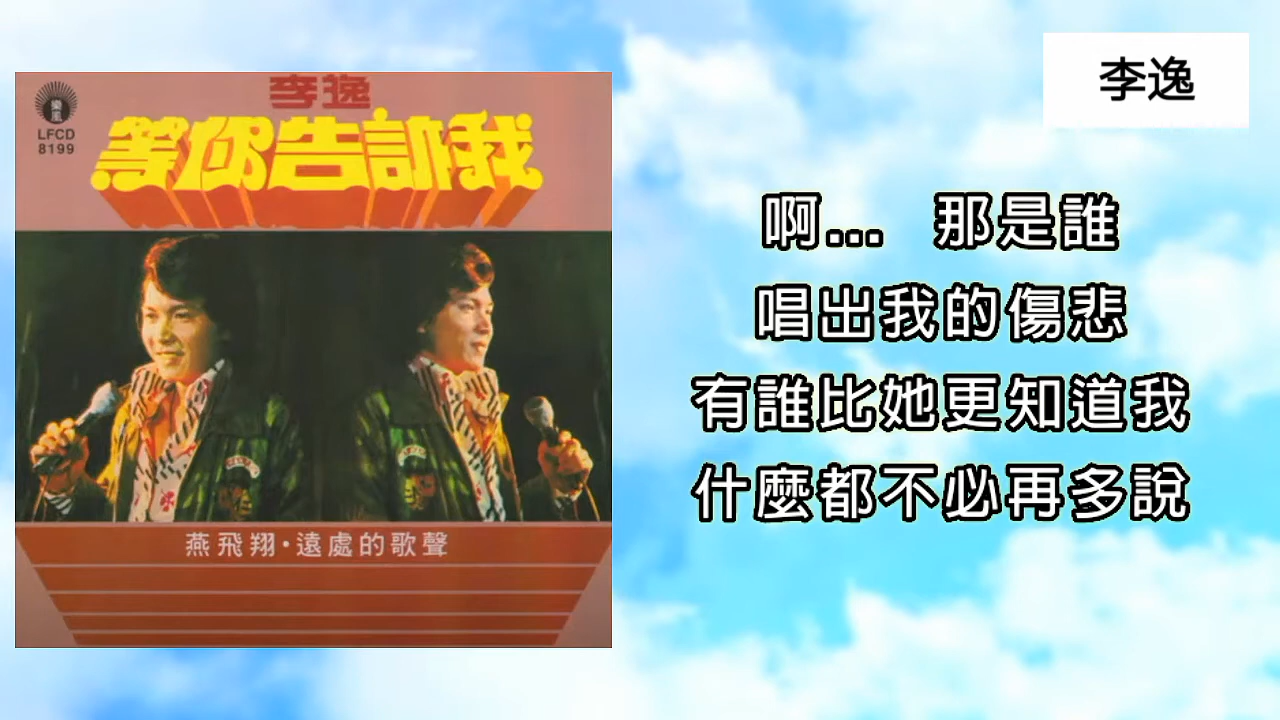 李逸
樂風
LFCD
8199
李逸
等你告訴我
燕飛翔·遠處的歌聲
啊... 那是誰
唱出我的傷悲
有誰比她更知道我
什麼都不必再多說